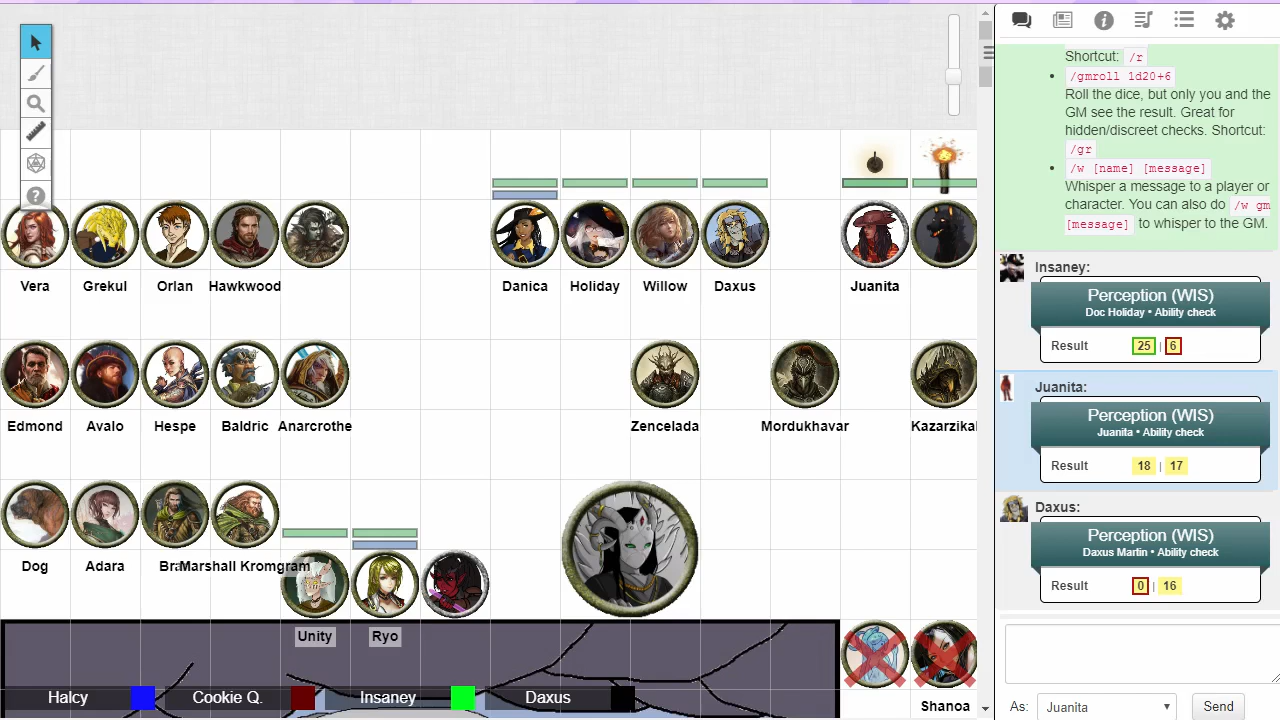 Vera
Grekul
Orlan
Hawkwood
Danica
Holiday
Willow
Daxus
Juanita
Edmond
Avalo
Hespe
Baldric
Anarcrothe
Zencelada
Mordukhavar
Kazarzikal
Dog
Adara
Marshall Kromgram
Unity
Ryo
Shanoa
Halcy
Cookie Q.
Insaney
Daxus
Shortcut: /r
/gmroll 1d20+6
Roll the dice, but only you and the
GM see the result. Great for
hidden/discreet checks. Shortcut:
/gr
/w [name] [message]
Whisper a message to a player or
character. You can also do /w gm
[message] to whisper to the GM.
Insaney:
Perception (WIS)
Doc Holiday • Ability check
Result 25 | 6
Juanita:
Perception (WIS)
Juanita • Ability check
Result 18 | 17
Daxus:
Perception (WIS)
Daxus Martin • Ability check
Result 0 | 16
As: Juanita Send